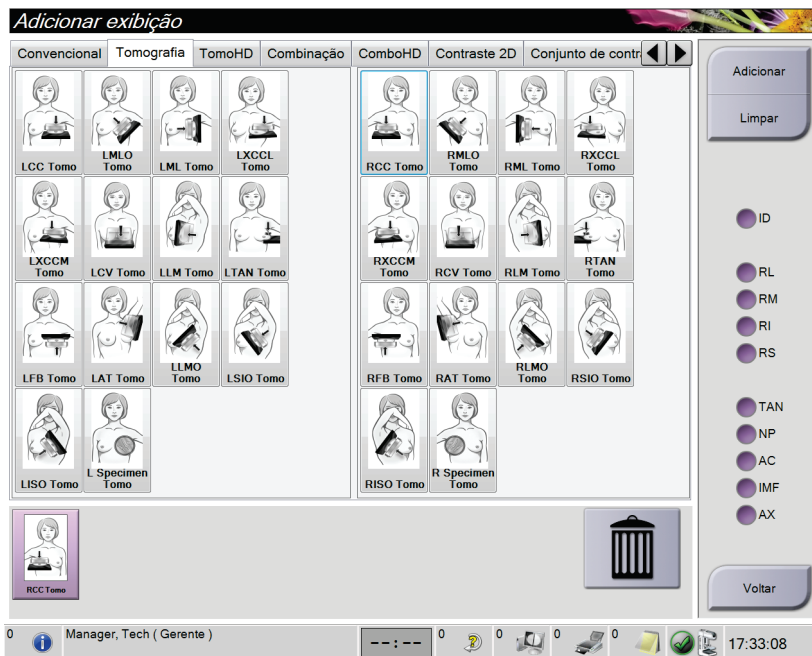 Adicionar exibição
Convencional Tomografia TomoHD Combinação ComboHD Contraste 2D Conjunto de contr
LCC Tomo
LMLO
Tomo
LML Tomo
LXCCL
Tomo
RCC Tomo
RMLO
Tomo
RML Tomo
RXCCL
Tomo
LXCCM
Tomo
LCV Tomo
LLM Tomo
LTAN Tomo
RXCCM
Tomo
RCV Tomo
RLM Tomo
RTAN
Tomo
LFB Tomo
LAT Tomo
LLMO
Tomo
LSIO Tomo
RFB Tomo
RAT Tomo
RLMO
Tomo
RSIO Tomo
LISO Tomo
L Specimen
Tomo
RISO Tomo
R Specimen
Tomo
Adicionar
Limpar
ID
RL
RM
RI
RS
TAN
NP
AC
IMF
AX
RCC Tomo
Voltar
0 Manager, Tech ( Gerente ) --:-- 0 0 0 0 17:33:08